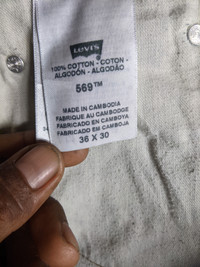 LEVI'S
100% COTTON - COTON -
ALGODÓN - ALGODÃO
569™
MADE IN CAMBODIA
FABRIQUE AU CAMBODGE
FABRICADO EN CAMBOYA
FABRICADO EM CAMBOJA
36 X 30